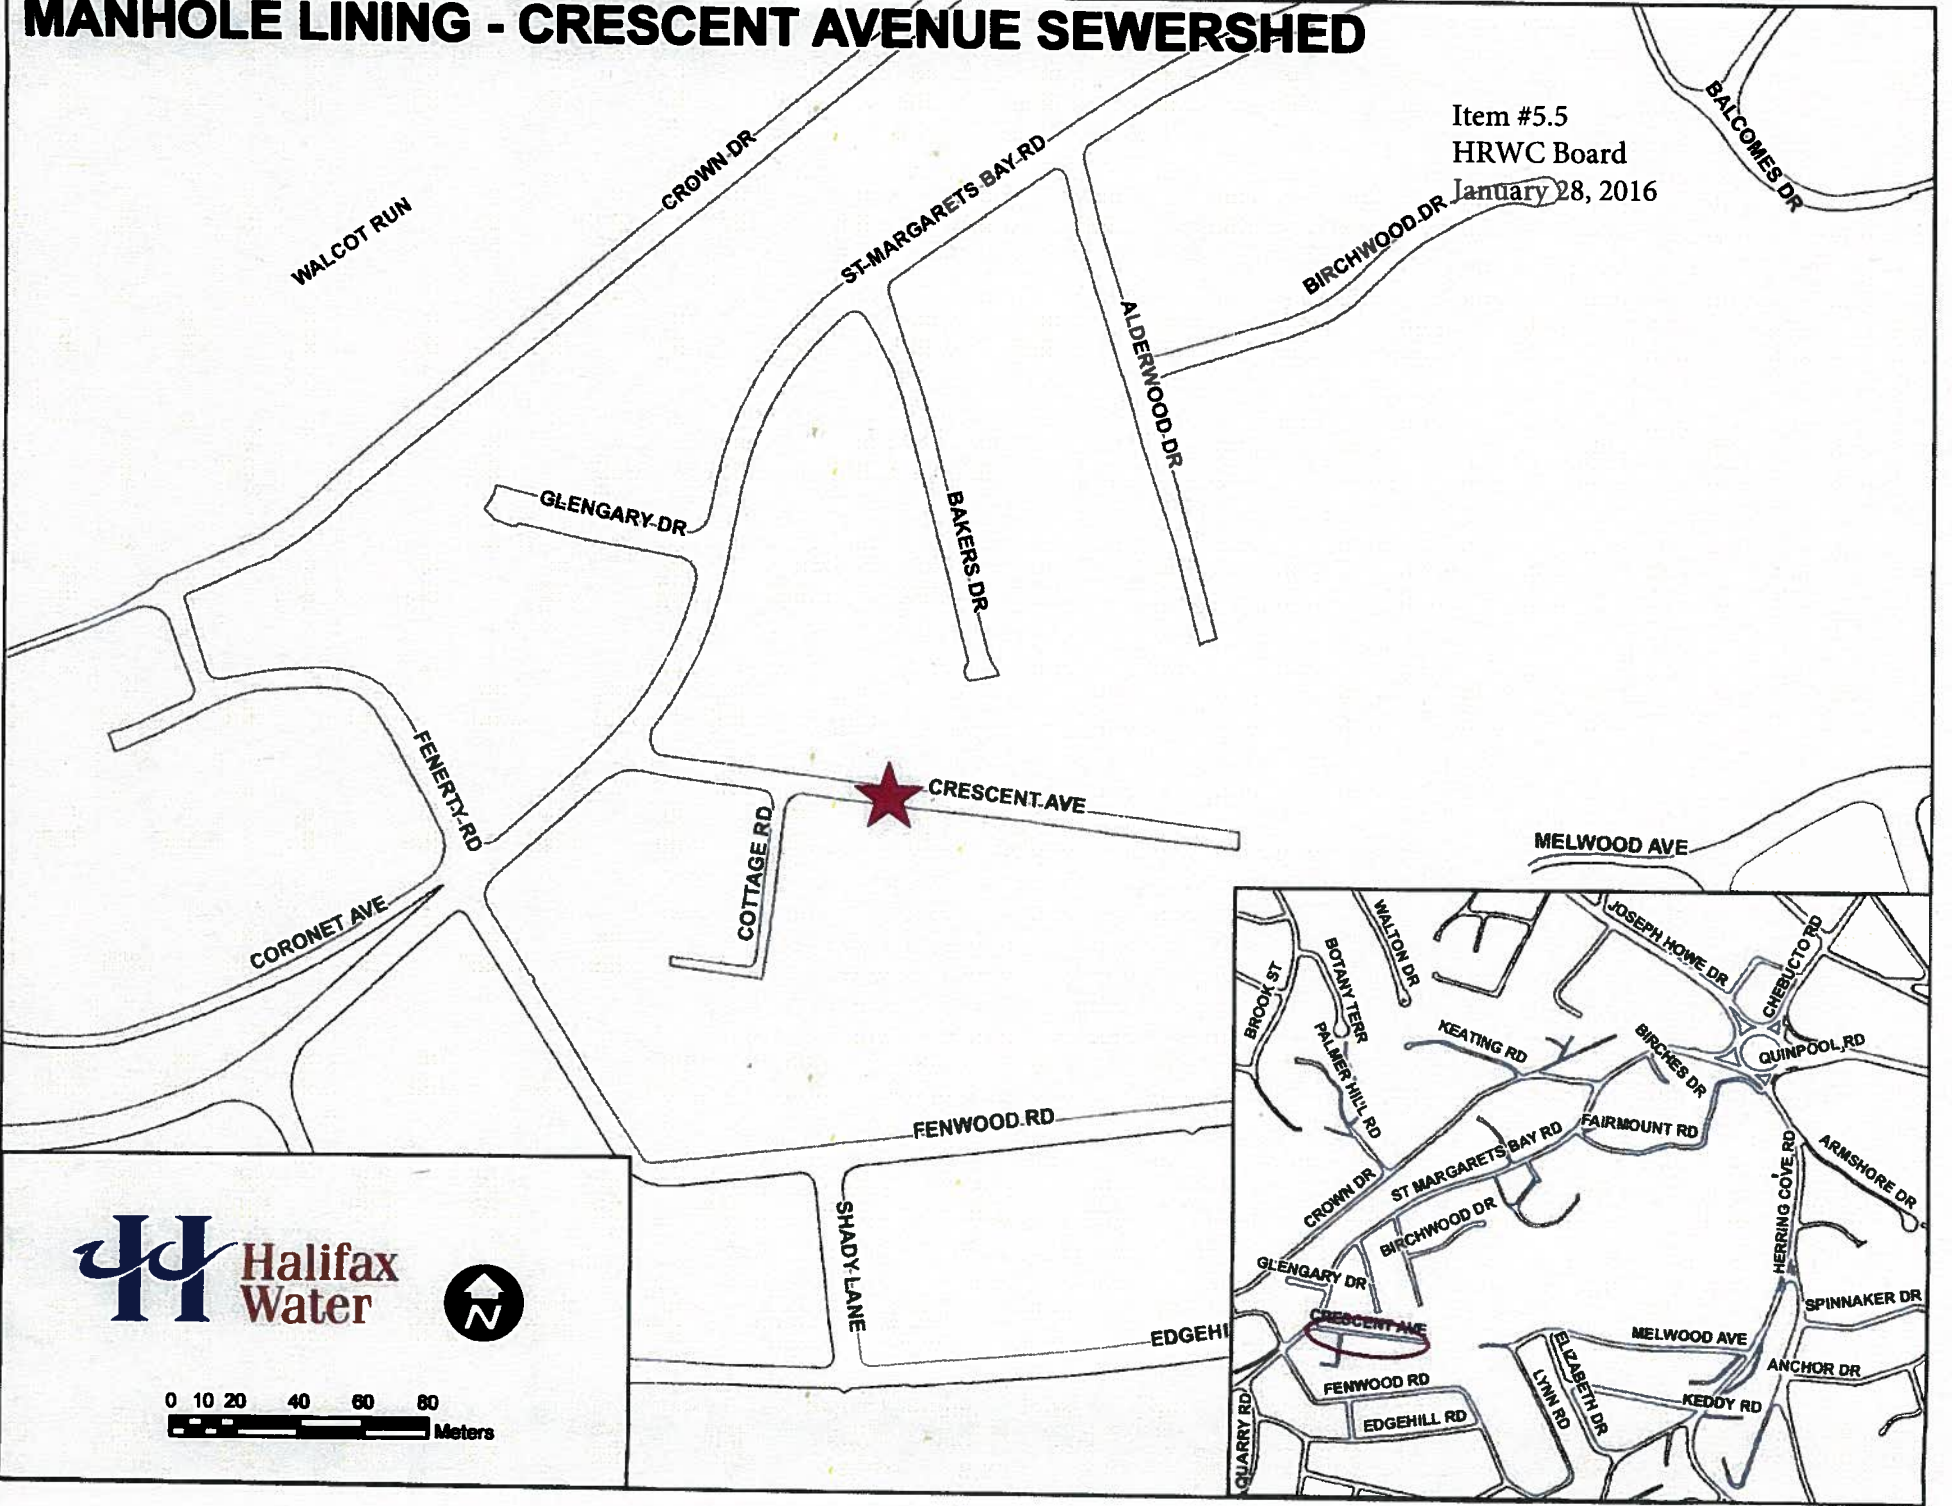 MANHOLE LINING - CRESCENT AVENUE SEWERSHED
Item #5.5
HRWC Board
January 28, 2016
BALCOMES DR
CROWN DR
WALCOT RUN
ST MARGARETS BAY RD
BIRCHWOOD DR
ALDERWOOD DR
GLENGARY DR
BAKERS DR
FENERTY RD
CRESCENT AVE
COTTAGE RD
MELWOOD AVE
CORONET AVE
FENWOOD RD
SHADY LANE
EDGEHI
Halifax
Water
N
0 10 20 40 60 80
Meters
JOSEPH HOWE DR
WALTON DR
CHEBUCTO RD
BOTANY TERR
BROOK ST
KEATING RD
BIRCHES DR
QUINPOOL RD
PALMER HILL RD
FAIRMOUNT RD
ST MARGARETS BAY RD
ARMSHORE DR
CROWN DR
HERRING COVE RD
BIRCHWOOD DR
GLENGARY DR
SPINNAKER DR
CRESCENT AVE
MELWOOD AVE
ELIZABETH DR
ANCHOR DR
FENWOOD RD
LYNN RD
KEDDY RD
EDGEHILL RD
QUARRY RD